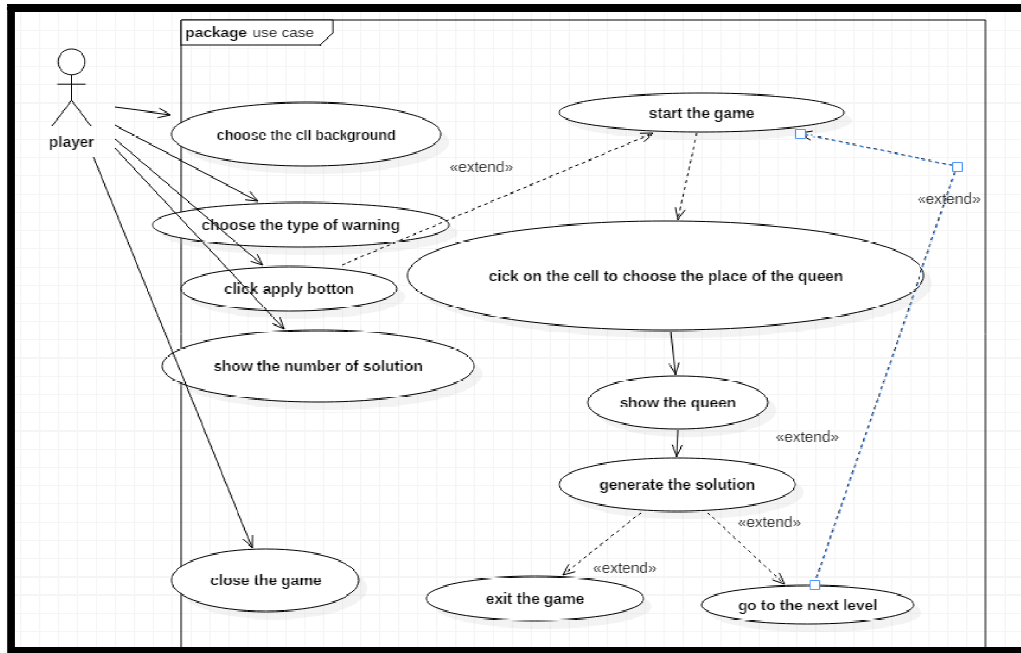 package use case
player
choose the cll background
start the game
«extend»
«extend»
choose the type of warning
cick on the cell to choose the place of the queen
click apply botton
show the number of solution
show the queen
«extend»
generate the solution
«extend»
«extend»
close the game
exit the game
go to the next level